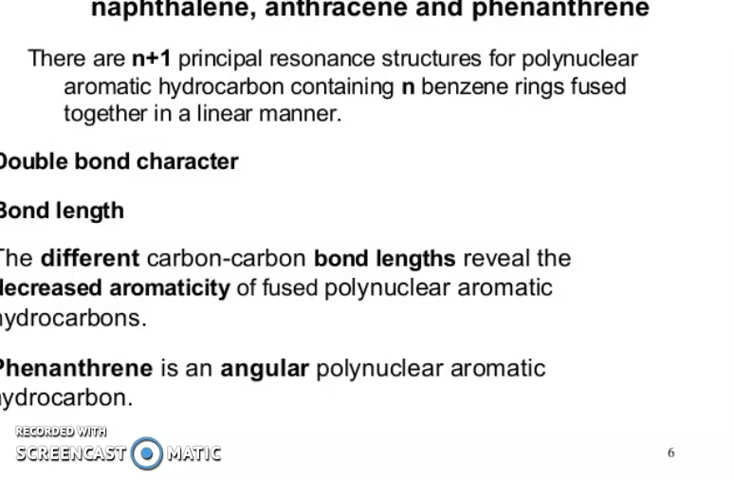 naphthalene, anthracene and phenanthrene
There are n+1 principal resonance structures for polynuclear
aromatic hydrocarbon containing n benzene rings fused
together in a linear manner.
Double bond character
Bond length
The different carbon-carbon bond lengths reveal the
decreased aromaticity of fused polynuclear aromatic
hydrocarbons.
Phenanthrene is an angular polynuclear aromatic
hydrocarbon.
RECORDED WITH
SCREENCAST MATIC
6